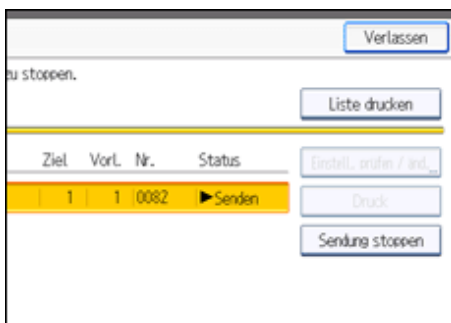 Verlassen
zu stoppen.
Liste drucken
Ziel Vorl. Nr. Status
Einstell. prüfen / änd.
1 1 0082 ►Senden
Druck
Sendung stoppen